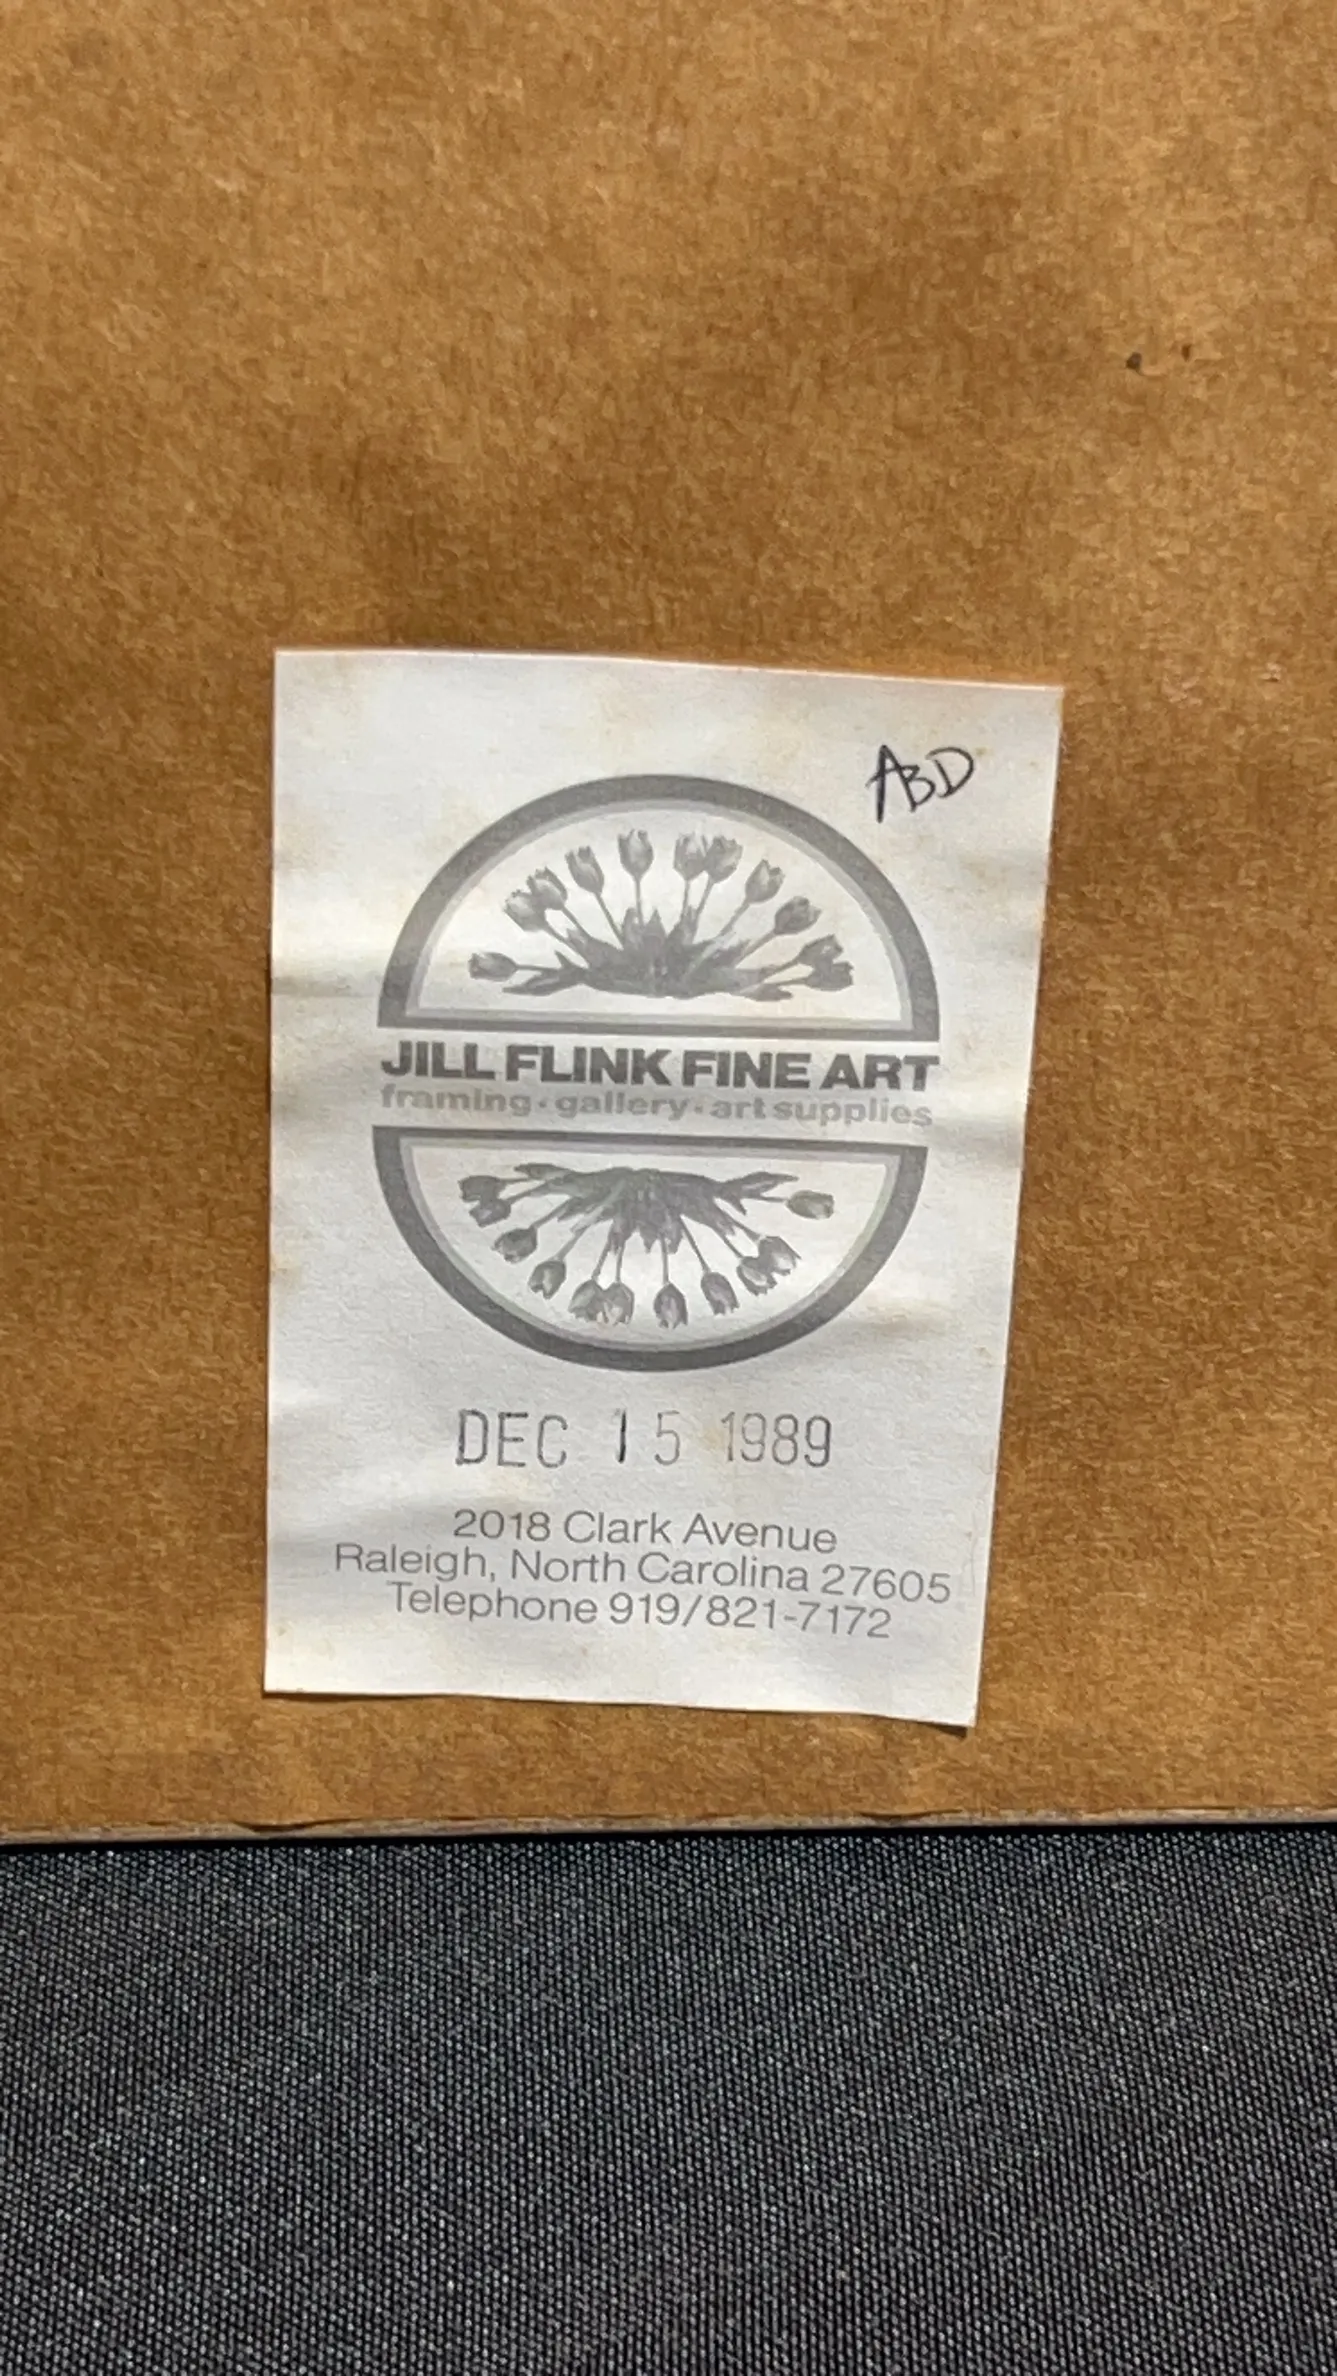 ABD
JILL FLINK FINE ART
framing · gallery · art supplies
DEC 15 1989
2018 Clark Avenue
Raleigh, North Carolina 27605
Telephone 919/821-7172